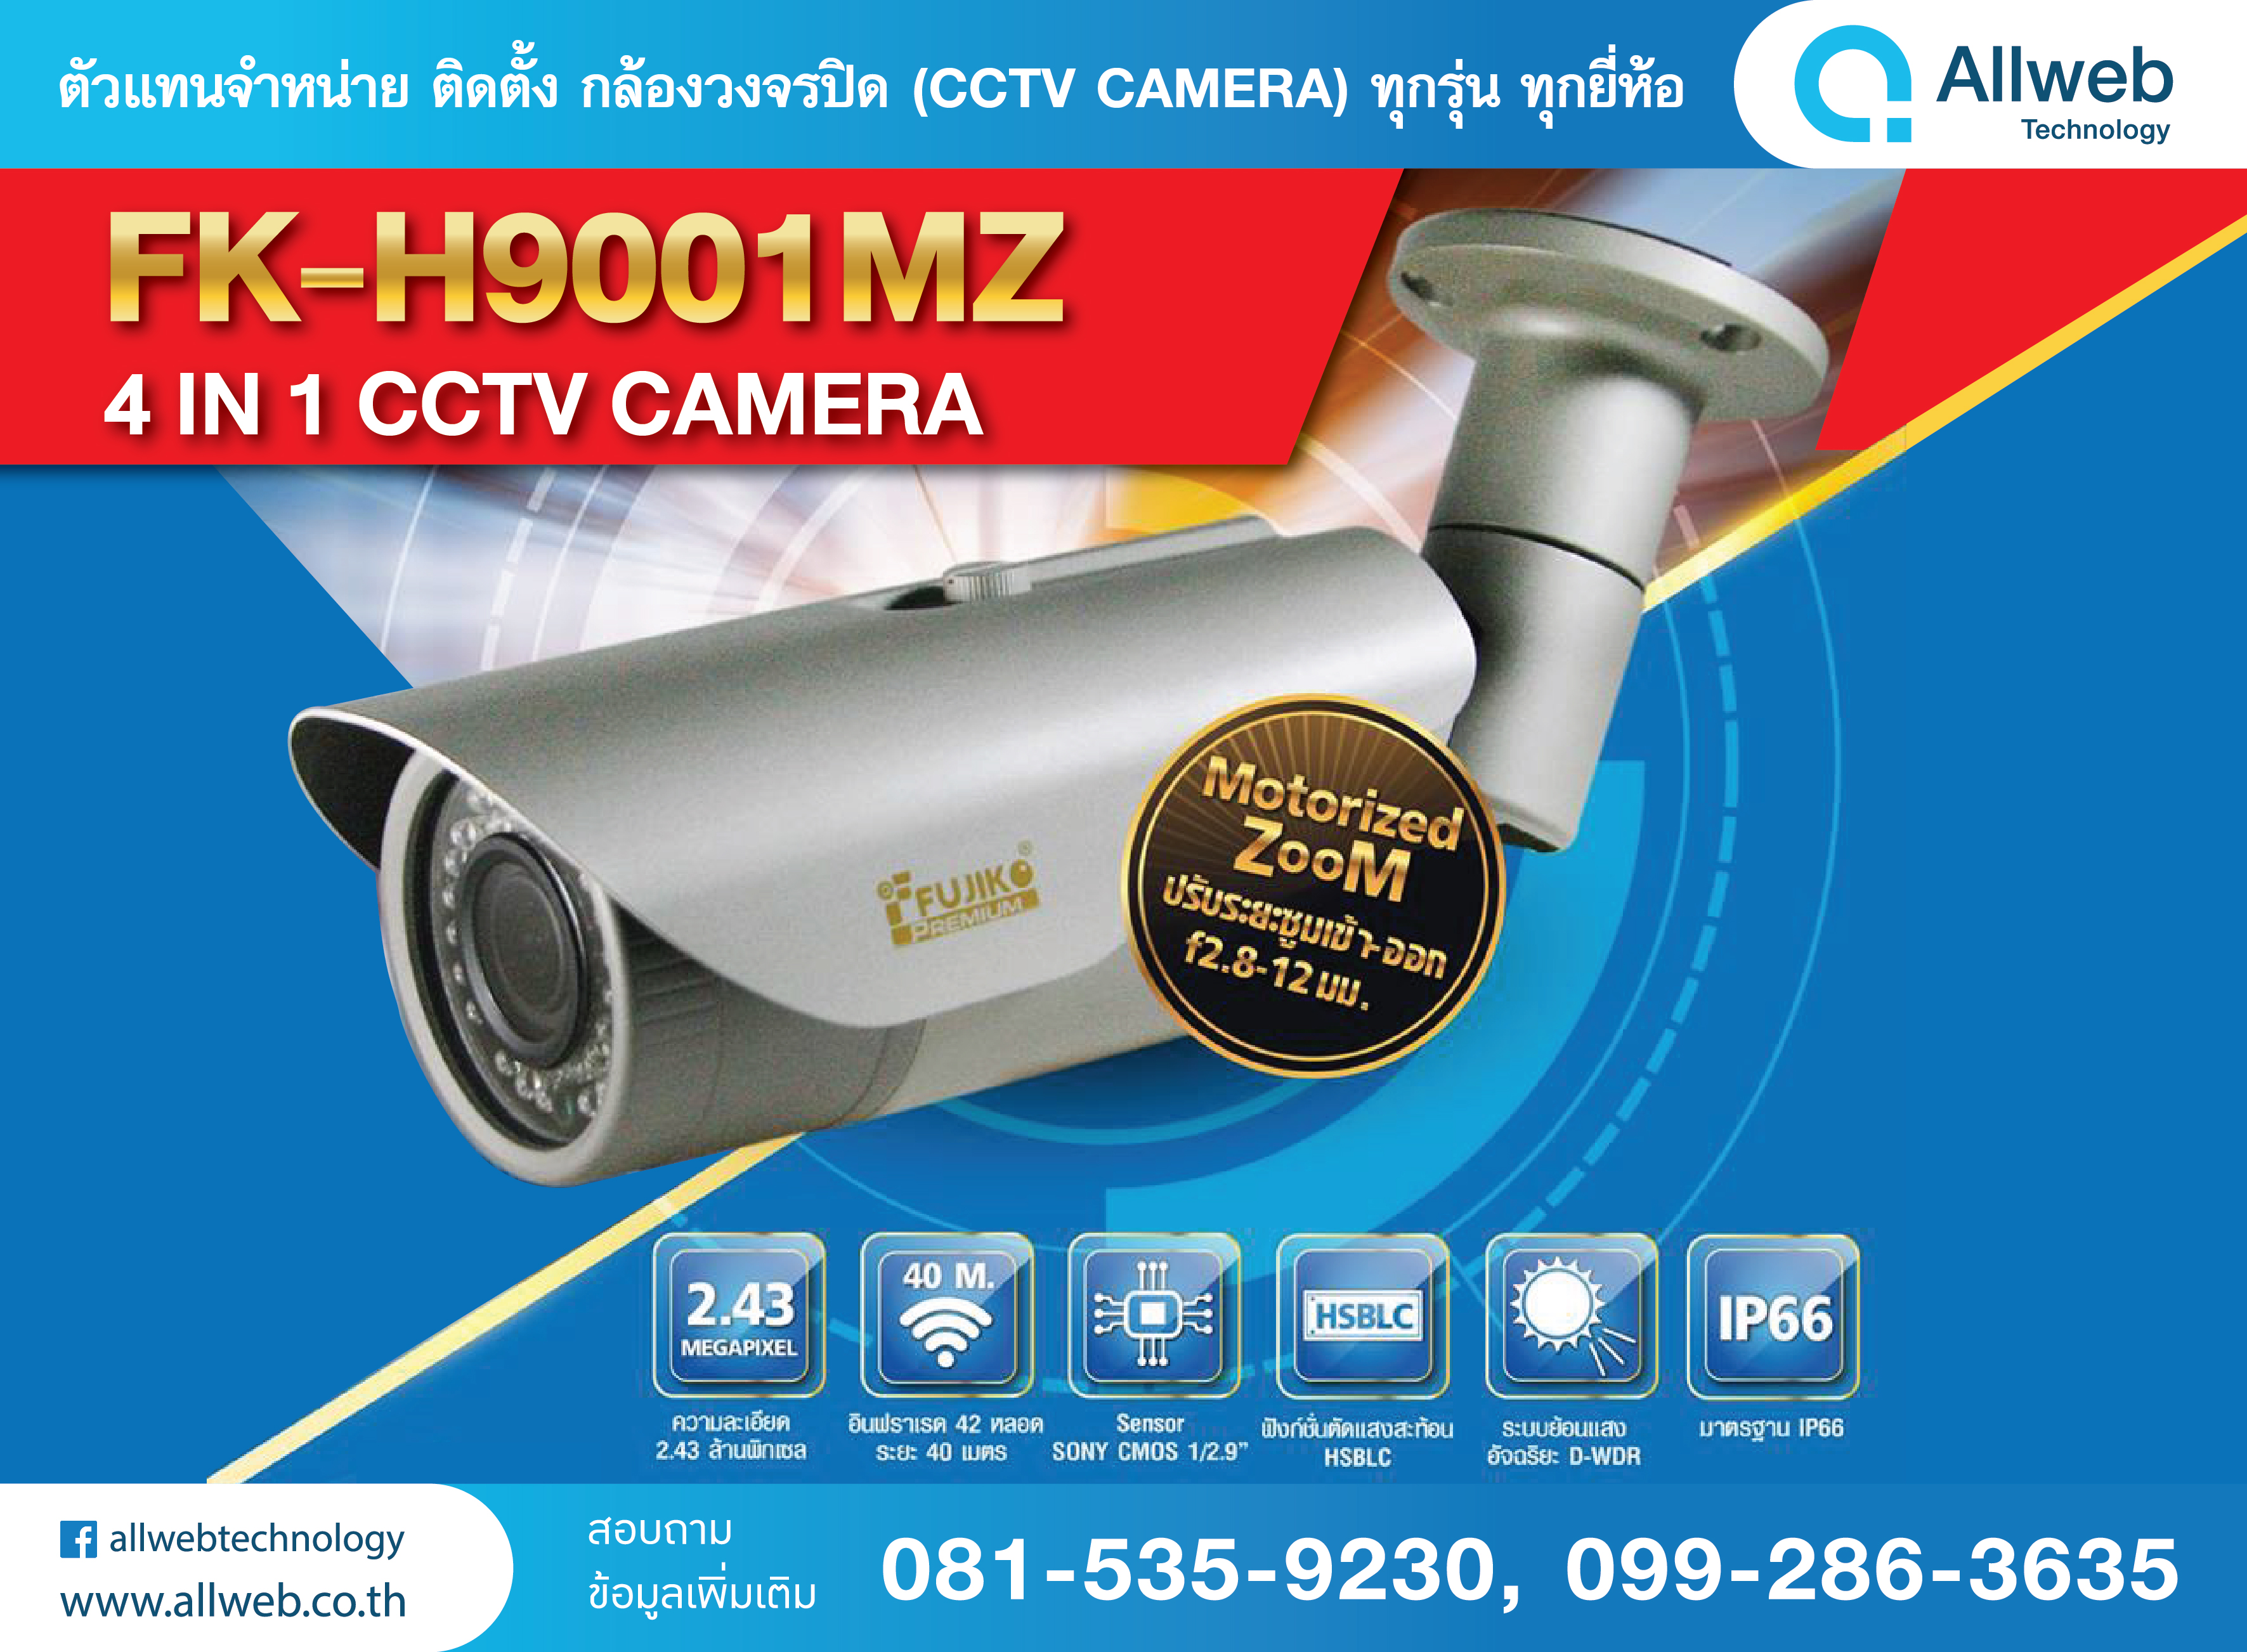 ตัวแทนจำหน่าย ติดตั้ง กล้องวงจรปิด (CCTV CAMERA) ทุกรุ่น ทุกยี่ห้อ
Allweb
Technology
FK-H9001MZ
4 IN 1 CCTV CAMERA
FUJIKO ®
PREMIUM
Motorized
ZooM
ปรับระยะซูมเข้า-ออก
f2.8-12 มม.
2.43
MEGAPIXEL
ความละเอียด
2.43 ล้านพิกเซล
40 M.
อินฟราเรด 42 หลอด
ระยะ 40 เมตร
Sensor
SONY CMOS 1/2.9”
HSBLC
ฟังก์ชั่นตัดแสงสะท้อน
HSBLC
ระบบย้อนแสง
อัจฉริยะ D-WDR
IP66
มาตรฐาน IP66
allwebtechnology
www.allweb.co.th
สอบถาม
ข้อมูลเพิ่มเติม
081-535-9230, 099-286-3635